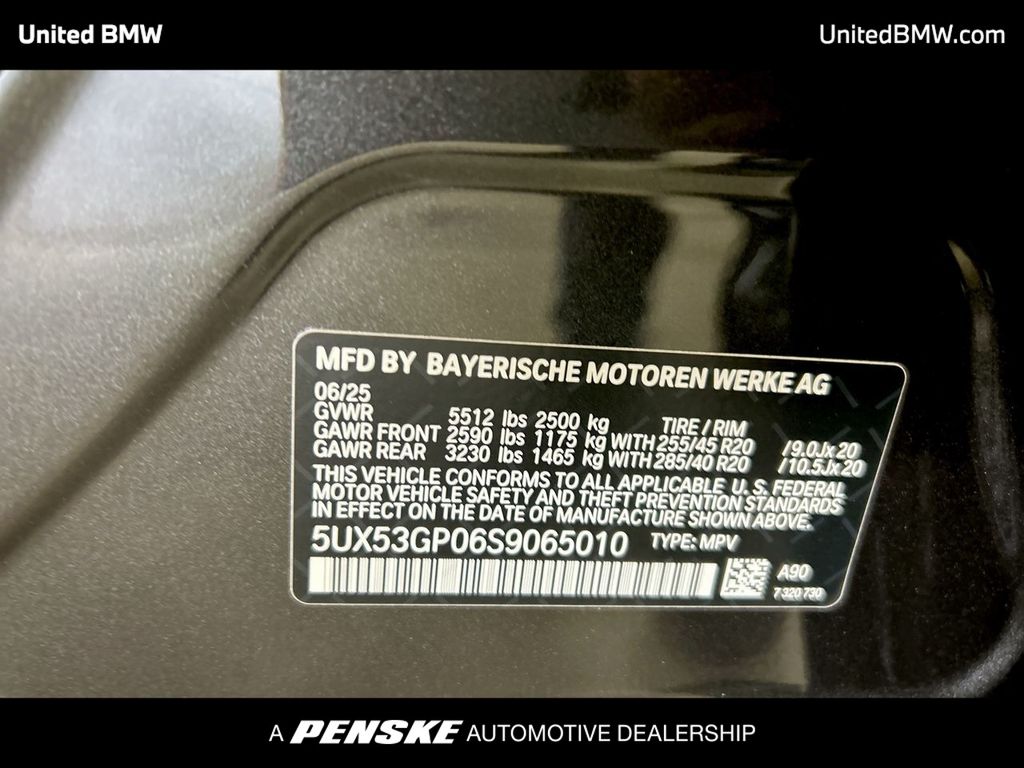 United BMW
UnitedBMW.com
MFD BY BAYERISCHE MOTOREN WERKE AG
06/25
GVWR 5512 lbs 2500 kg TIRE / RIM
GAWR FRONT 2590 lbs 1175 kg WITH 255/45 R20 / 9.0Jx20
GAWR REAR 3230 lbs 1465 kg WITH 285/40 R20 / 10.5Jx20
THIS VEHICLE CONFORMS TO ALL APPLICABLE U.S. FEDERAL
MOTOR VEHICLE SAFETY AND THEFT PREVENTION STANDARDS
IN EFFECT ON THE DATE OF MANUFACTURE SHOWN ABOVE.
5UX53GP06S9065010 TYPE: MPV
A90
7 320 730
A PENSKE AUTOMOTIVE DEALERSHIP